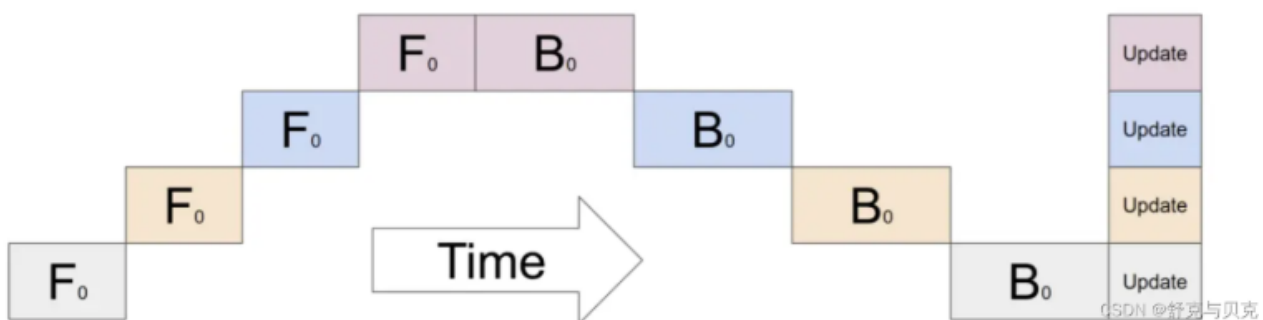 F₀ B₀ Update
F₀ B₀ Update
F₀ B₀ Update
Time
F₀ B₀ Update
CSDN @舒克与贝克